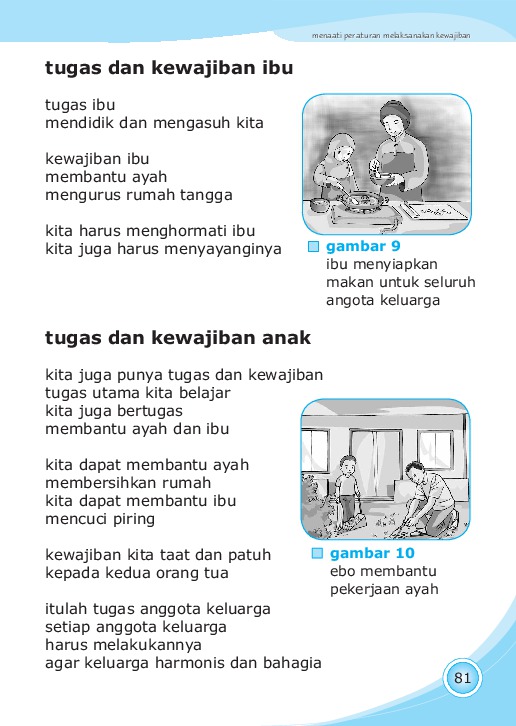 menaati peraturan melaksanakan kewajiban
tugas dan kewajiban ibu
tugas ibu
mendidik dan mengasuh kita
kewajiban ibu
membantu ayah
mengurus rumah tangga
kita harus menghormati ibu
kita juga harus menyayanginya
gambar 9
ibu menyiapkan
makan untuk seluruh
angota keluarga
tugas dan kewajiban anak
kita juga punya tugas dan kewajiban
tugas utama kita belajar
kita juga bertugas
membantu ayah dan ibu
kita dapat membantu ayah
membersihkan rumah
kita dapat membantu ibu
mencuci piring
kewajiban kita taat dan patuh
kepada kedua orang tua
itulah tugas anggota keluarga
setiap anggota keluarga
harus melakukannya
agar keluarga harmonis dan bahagia
gambar 10
ebo membantu
pekerjaan ayah
81